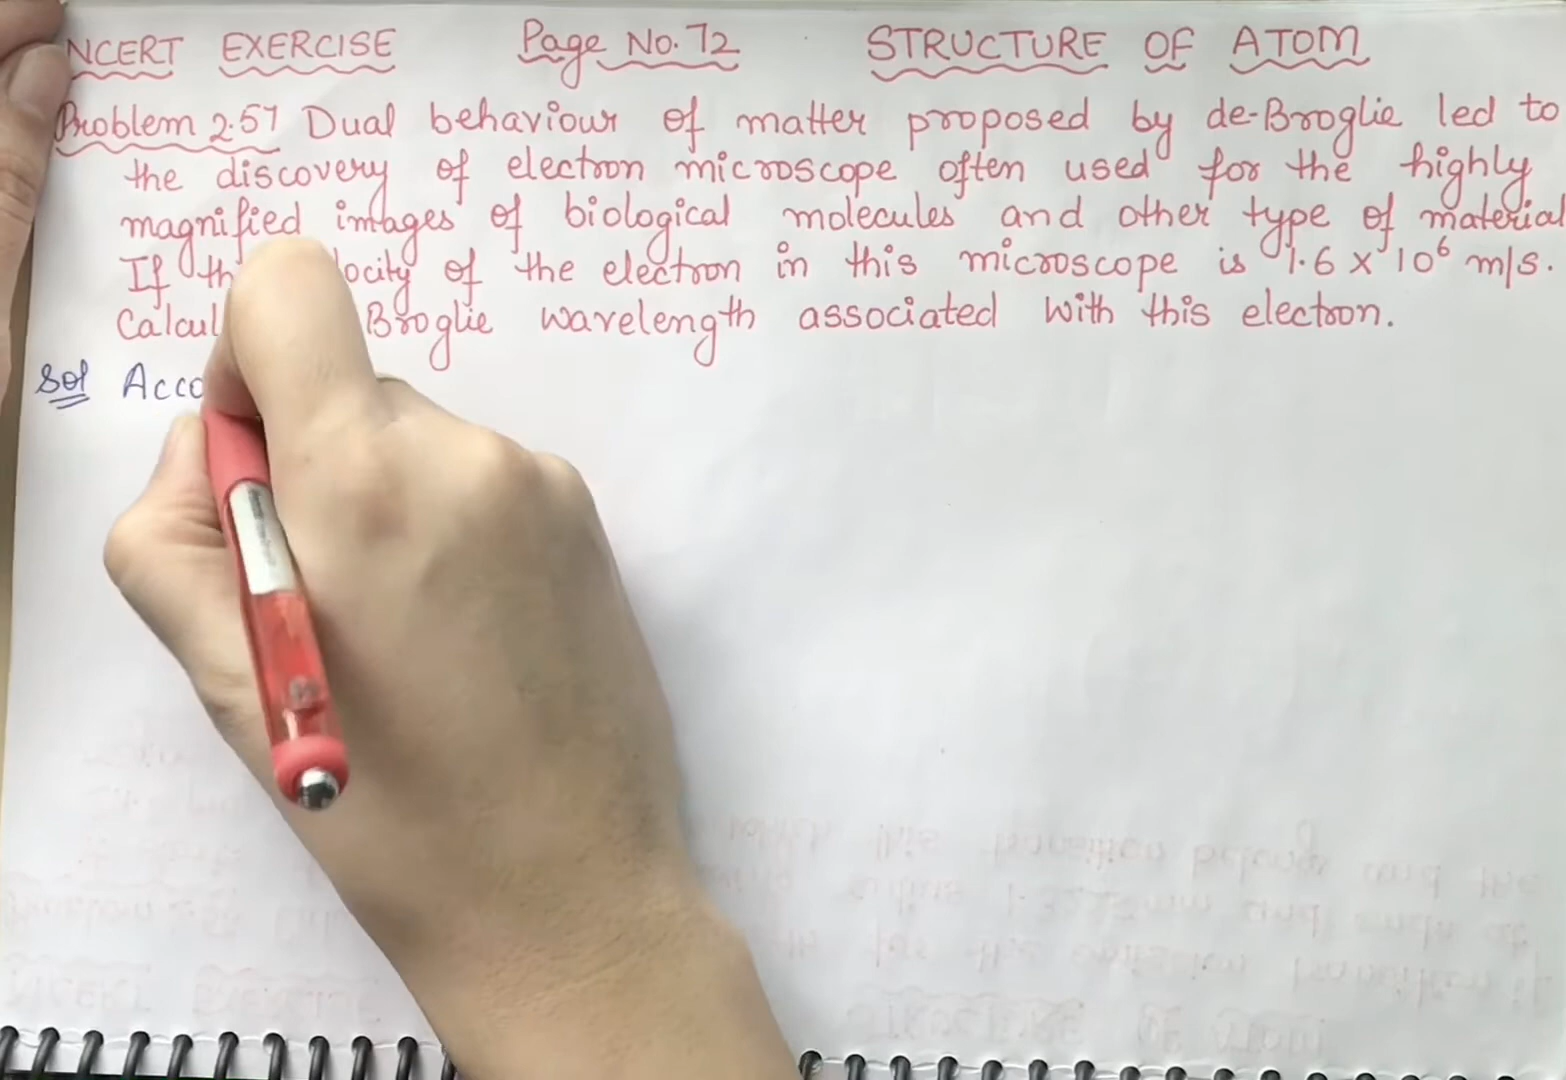 NCERT EXERCISE Page No. 72 STRUCTURE OF ATOM
Problem 2.57 Dual behaviour of matter proposed by de-Broglie led to
the discovery of electron microscope often used for the highly
magnified images of biological molecules and other type of material
If th locity of the electron in this microscope is 1.6 x 10⁶ m/s.
Calcul Broglie wavelength associated with this electron.
Sol Acco